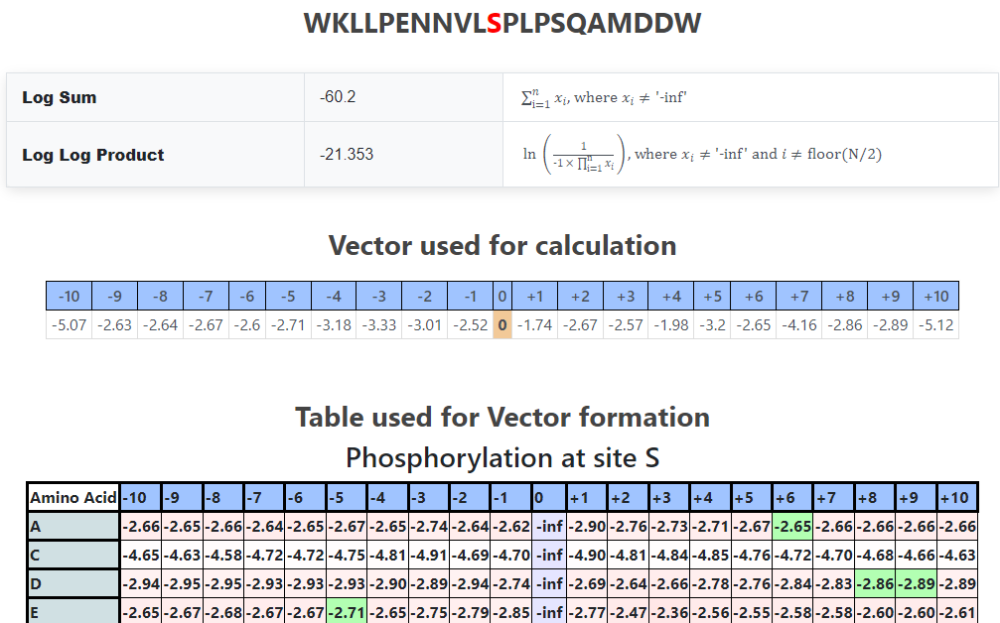 WKLLPENNVLSPLPSQAMDDW
Log Sum -60.2 ∑ⁿᵢ₌₁ xᵢ, where xᵢ ≠ '-inf'
Log Log Product -21.353 ln (1 / (-1 × ∏ⁿᵢ₌₁ xᵢ)), where xᵢ ≠ '-inf' and i ≠ floor(N/2)
Vector used for calculation
-10 -9 -8 -7 -6 -5 -4 -3 -2 -1 0 +1 +2 +3 +4 +5 +6 +7 +8 +9 +10
-5.07 -2.63 -2.64 -2.67 -2.6 -2.71 -3.18 -3.33 -3.01 -2.52 0 -1.74 -2.67 -2.57 -1.98 -3.2 -2.65 -4.16 -2.86 -2.89 -5.12
Table used for Vector formation
Phosphorylation at site S
Amino Acid -10 -9 -8 -7 -6 -5 -4 -3 -2 -1 0 +1 +2 +3 +4 +5 +6 +7 +8 +9 +10
A -2.66 -2.65 -2.66 -2.64 -2.65 -2.67 -2.65 -2.74 -2.64 -2.62 -inf -2.90 -2.76 -2.73 -2.71 -2.67 -2.65 -2.66 -2.66 -2.66 -2.66
C -4.65 -4.63 -4.58 -4.72 -4.72 -4.75 -4.81 -4.91 -4.69 -4.70 -inf -4.90 -4.81 -4.84 -4.85 -4.76 -4.72 -4.70 -4.68 -4.66 -4.63
D -2.94 -2.95 -2.95 -2.93 -2.93 -2.93 -2.90 -2.89 -2.94 -2.74 -inf -2.69 -2.64 -2.66 -2.78 -2.76 -2.84 -2.83 -2.86 -2.89 -2.89
E -2.65 -2.67 -2.68 -2.67 -2.67 -2.71 -2.65 -2.75 -2.79 -2.85 -inf -2.77 -2.47 -2.36 -2.56 -2.55 -2.58 -2.58 -2.60 -2.60 -2.61